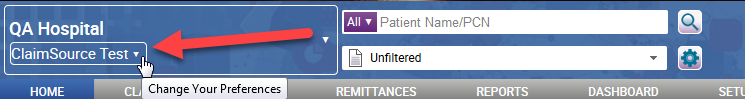 QA Hospital
ClaimSource Test
All Patient Name/PCN
Unfiltered
Change Your Preferences
HOME REMITTANCES REPORTS DASHBOARD